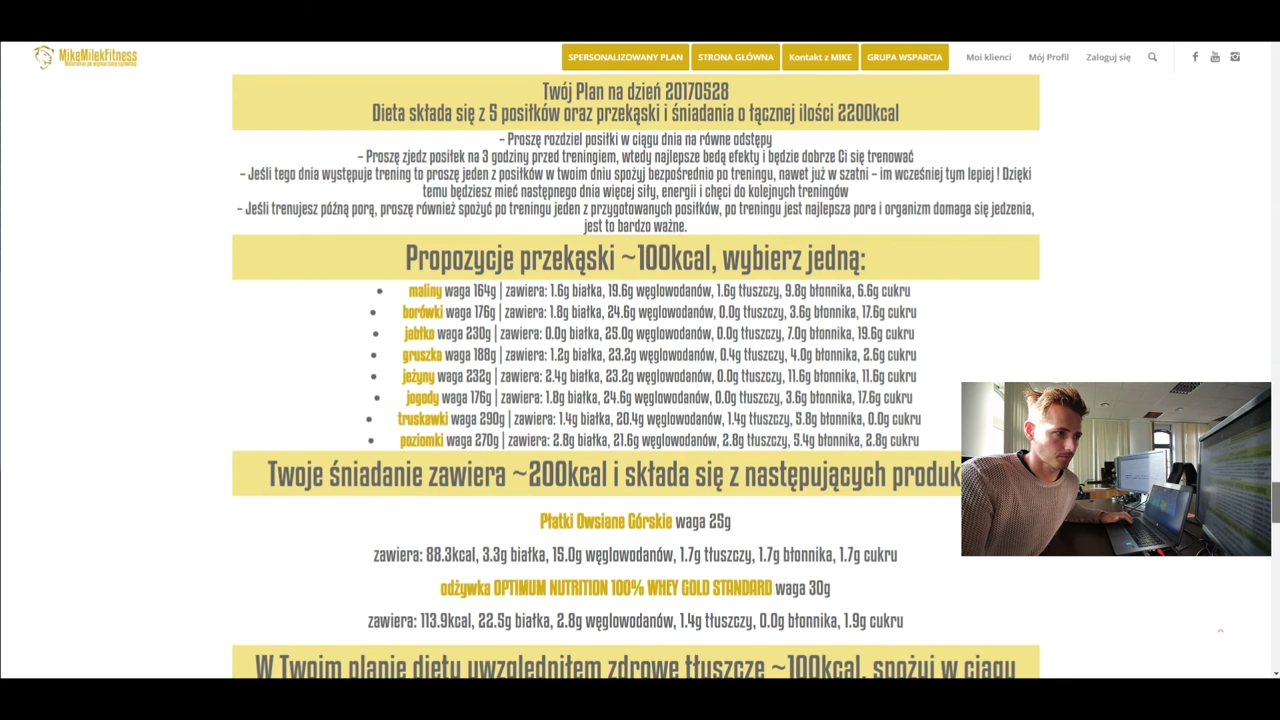 MikeMilekFitness
SPERSONALIZOWANY PLAN STRONA GŁÓWNA Kontakt z MIKE GRUPA WSPARCIA Moi klienci Mój Profil Zaloguj się
Twój Plan na dzień 20170528
Dieta składa się z 5 posiłków oraz przekąski i śniadania o łącznej ilości 2200kcal
– Proszę rozdziel posiłki w ciągu dnia na równe odstępy
– Proszę zjedz posiłek na 3 godziny przed treningiem, wtedy najlepsze bedą efekty i będzie dobrze Ci się trenować
– Jeśli tego dnia występuje trening to proszę jeden z posiłków w twoim dniu spożyj bezpośrednio po treningu, nawet już w szatni – im wcześniej tym lepiej ! Dzięki
temu będziesz mieć następnego dnia więcej siły, energii i chęci do kolejnych treningów
– Jeśli trenujesz późną porą, proszę również spożyć po treningu jeden z przygotowanych posiłków, po treningu jest najlepsza pora i organizm domaga się jedzenia,
jest to bardzo ważne.
Propozycje przekąski ~100kcal, wybierz jedną:
• maliny waga 164g | zawiera: 1.6g białka, 19.6g węglowodanów, 1.6g tłuszczy, 9.8g błonnika, 6.6g cukru
• borówki waga 176g | zawiera: 1.8g białka, 24.6g węglowodanów, 0.0g tłuszczy, 3.6g błonnika, 17.6g cukru
• jabłko waga 230g | zawiera: 0.0g białka, 25.0g węglowodanów, 0.0g tłuszczy, 7.0g błonnika, 19.6g cukru
• gruszka waga 188g | zawiera: 1.2g białka, 23.2g węglowodanów, 0.4g tłuszczy, 4.0g błonnika, 2.6g cukru
• jeżyny waga 232g | zawiera: 2.4g białka, 23.2g węglowodanów, 0.0g tłuszczy, 11.6g błonnika, 11.6g cukru
• jogody waga 176g | zawiera: 1.8g białka, 24.6g węglowodanów, 0.0g tłuszczy, 3.6g błonnika, 17.6g cukru
• truskawki waga 290g | zawiera: 1.4g białka, 20.4g węglowodanów, 1.4g tłuszczy, 5.8g błonnika, 0.0g cukru
• poziomki waga 270g | zawiera: 2.8g białka, 21.6g węglowodanów, 2.8g tłuszczy, 5.4g błonnika, 2.8g cukru
Twoje śniadanie zawiera ~200kcal i składa się z następujących produk
Płatki Owsiane Górskie waga 25g
zawiera: 88.3kcal, 3.3g białka, 15.0g węglowodanów, 1.7g tłuszczy, 1.7g błonnika, 1.7g cukru
odżywka OPTIMUM NUTRITION 100% WHEY GOLD STANDARD waga 30g
zawiera: 113.9kcal, 22.5g białka, 2.8g węglowodanów, 1.4g tłuszczy, 0.0g błonnika, 1.9g cukru
W Twoim planie diety uwzględniłem zdrowe tłuszcze ~100kcal, spożyj w ciągu